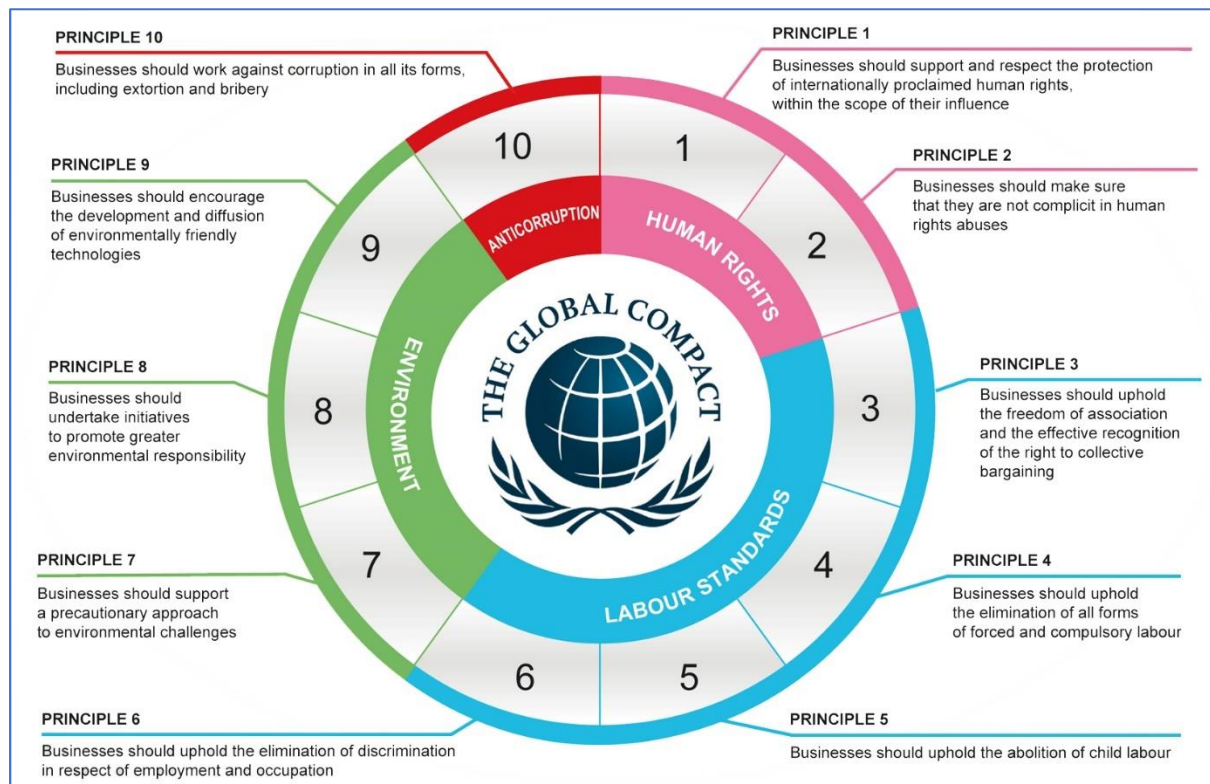 PRINCIPLE 1
Businesses should support and respect the protection
of internationally proclaimed human rights,
within the scope of their influence
PRINCIPLE 2
Businesses should make sure
that they are not complicit in human
rights abuses
PRINCIPLE 3
Businesses should uphold
the freedom of association
and the effective recognition
of the right to collective
bargaining
PRINCIPLE 4
Businesses should uphold
the elimination of all forms
of forced and compulsory labour
PRINCIPLE 5
Businesses should uphold the abolition of child labour
PRINCIPLE 6
Businesses should uphold the elimination of discrimination
in respect of employment and occupation
PRINCIPLE 7
Businesses should support
a precautionary approach
to environmental challenges
PRINCIPLE 8
Businesses should
undertake initiatives
to promote greater
environmental responsibility
PRINCIPLE 9
Businesses should encourage
the development and diffusion
of environmentally friendly
technologies
PRINCIPLE 10
Businesses should work against corruption in all its forms,
including extortion and bribery
1
2
3
4
5
6
7
8
9
10
HUMAN RIGHTS
LABOUR STANDARDS
ENVIRONMENT
ANTICORRUPTION
THE GLOBAL COMPACT